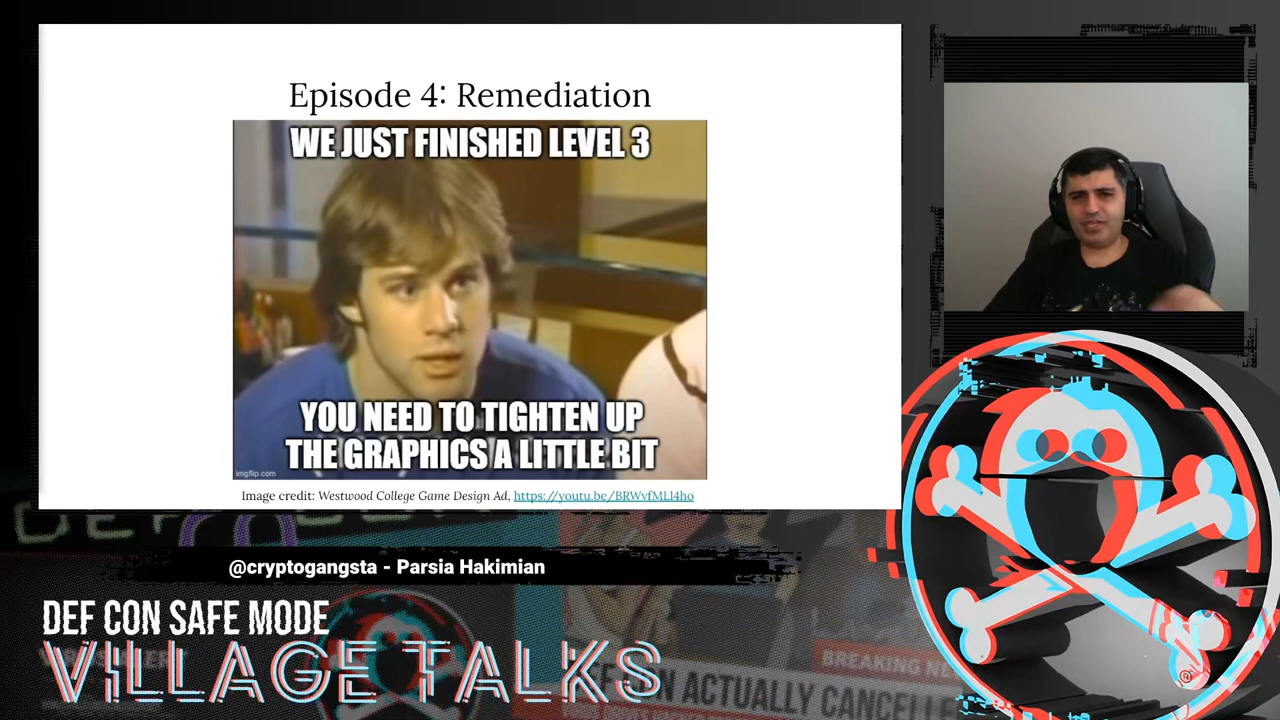 Episode 4: Remediation
WE JUST FINISHED LEVEL 3
YOU NEED TO TIGHTEN UP
THE GRAPHICS A LITTLE BIT
imgflip.com
Image credit: Westwood College Game Design Ad, https://youtu.be/BRWvfMLl4ho
@cryptogangsta - Parsia Hakimian
DEF CON SAFE MODE
VILLAGE TALKS
DEF CON
BREAKING
ACTUALLY CANCELLE
®